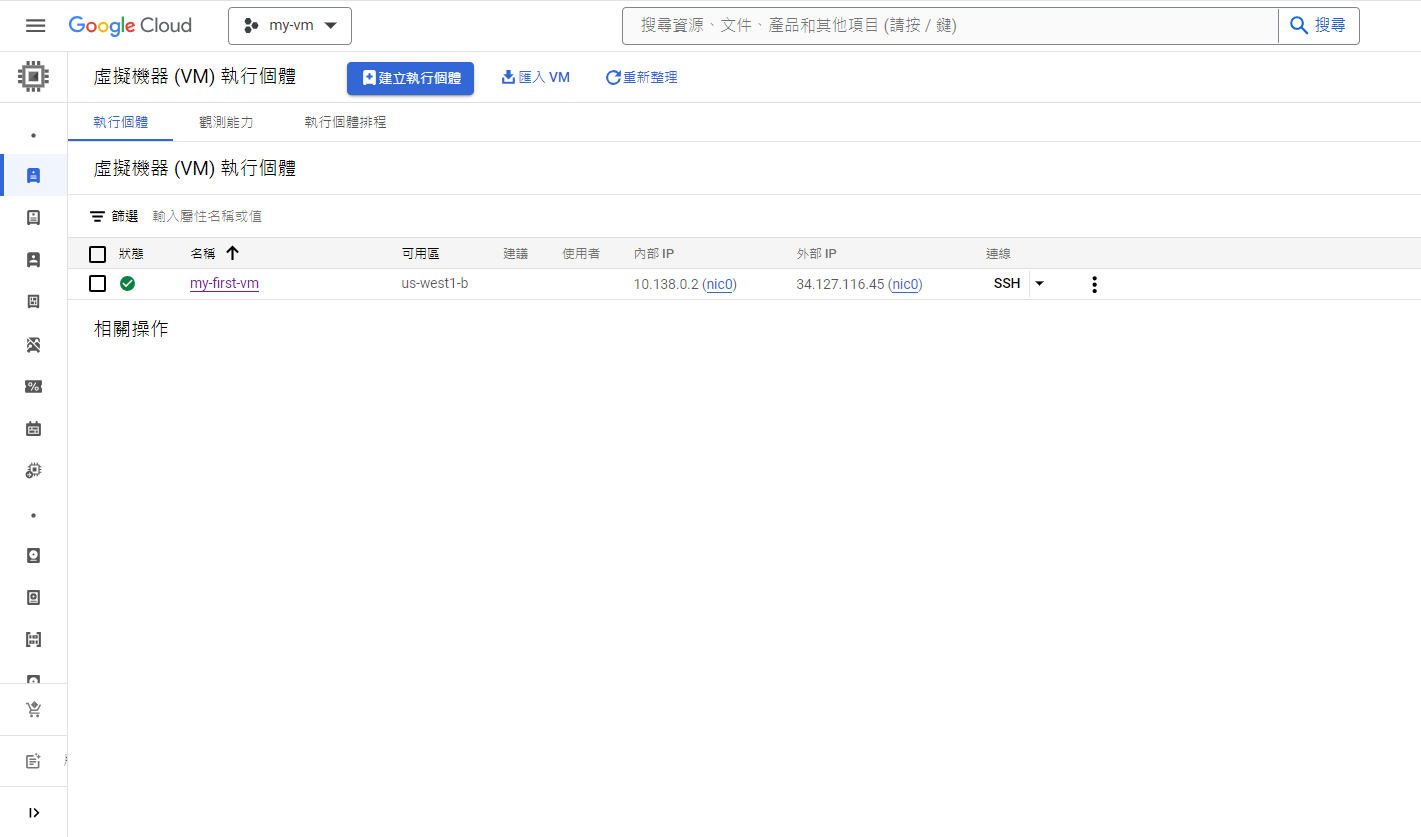 Google Cloud
my-vm
搜尋資源、文件、產品和其他項目 (請按 / 鍵)
搜尋
虛擬機器 (VM) 執行個體
建立執行個體
匯入 VM
重新整理
執行個體
觀測能力
執行個體排程
虛擬機器 (VM) 執行個體
篩選
輸入屬性名稱或值
狀態
名稱
可用區
建議
使用者
內部 IP
外部 IP
連線
my-first-vm
us-west1-b
10.138.0.2 (nic0)
34.127.116.45 (nic0)
SSH
相關操作